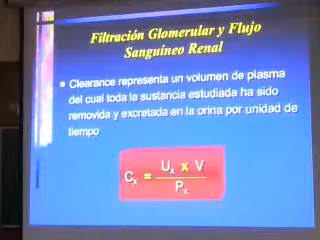 Filtración Glomerular y Flujo
Sanguíneo Renal
Clearance representa un volumen de plasma
del cual toda la sustancia estudiada ha sido
removida y excretada en la orina por unidad de
tiempo
Cx = Ux x V
Px